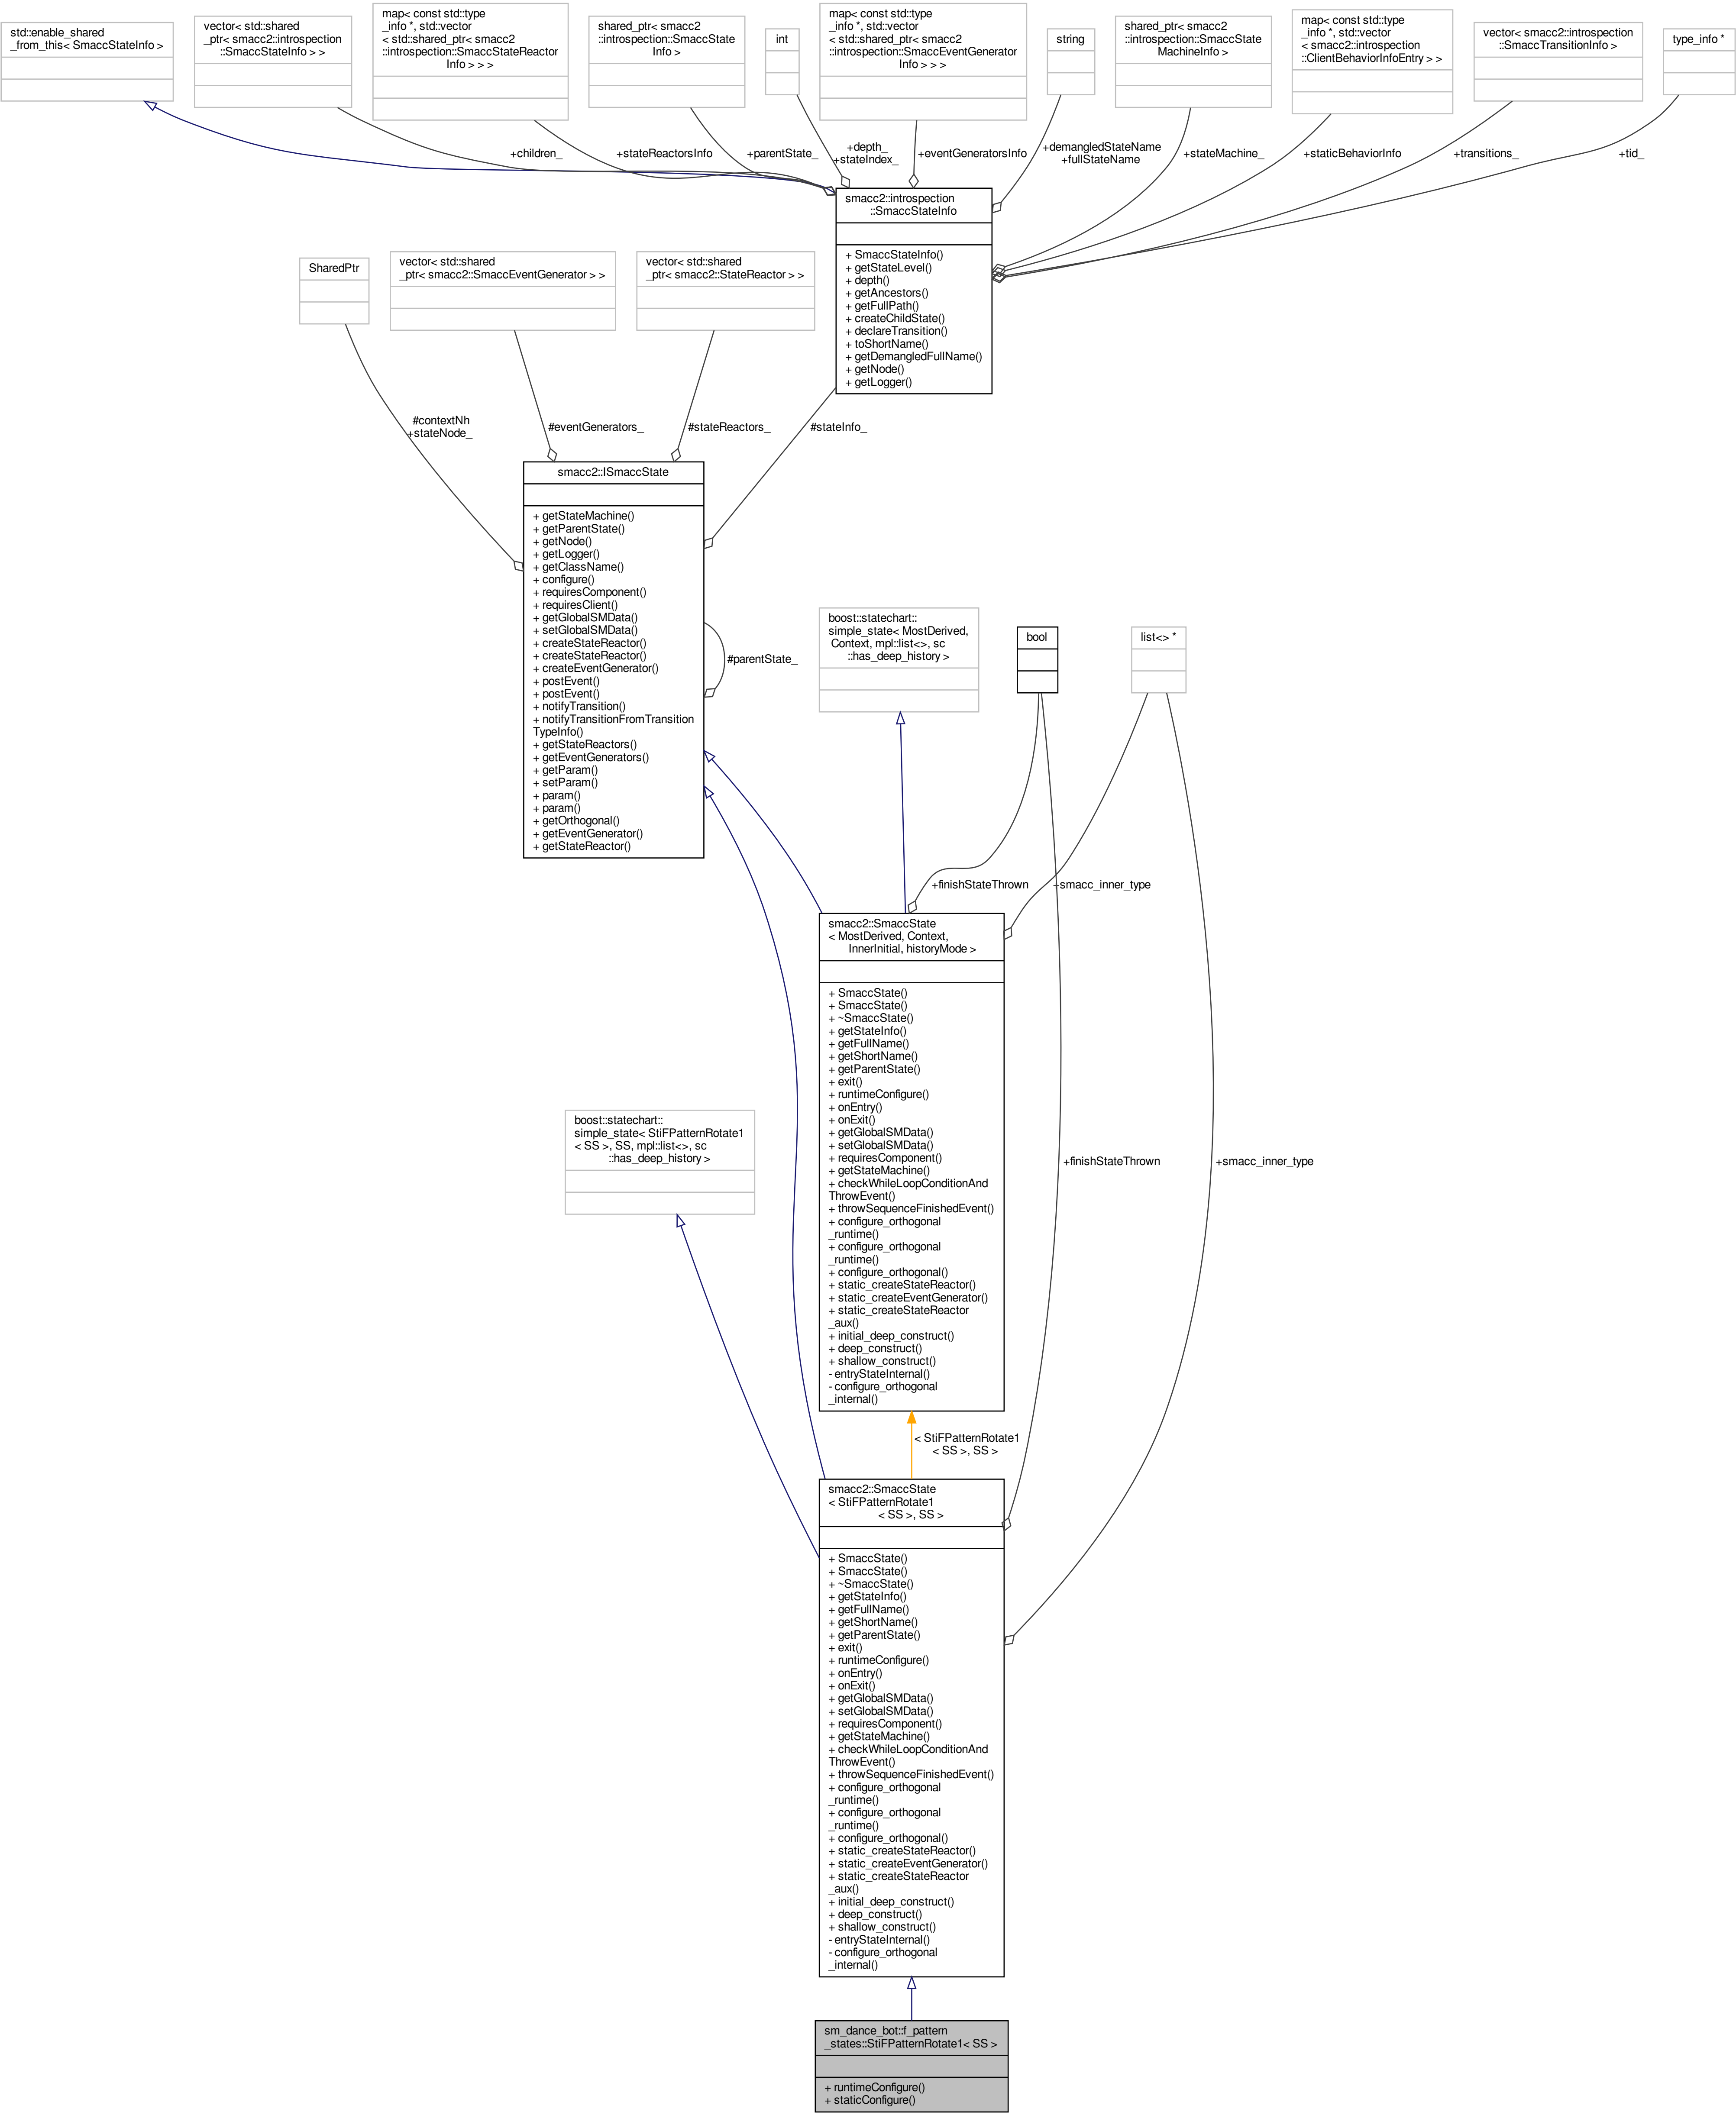 std::enable_shared
_from_this< SmaccStateInfo >
vector< std::shared
_ptr< smacc2::introspection
::SmaccStateInfo > >
map< const std::type
_info *, std::vector
< std::shared_ptr< smacc2
::introspection::SmaccStateReactor
Info > > >
shared_ptr< smacc2
::introspection::SmaccState
Info >
int
map< const std::type
_info *, std::vector
< std::shared_ptr< smacc2
::introspection::SmaccEventGenerator
Info > > >
string
shared_ptr< smacc2
::introspection::SmaccState
MachineInfo >
map< const std::type
_info *, std::vector
< smacc2::introspection
::ClientBehaviorInfoEntry > >
vector< smacc2::introspection
::SmaccTransitionInfo >
type_info *
+children_
+stateReactorsInfo
+parentState_
+depth_
+stateIndex_
+eventGeneratorsInfo
+demangledStateName
+fullStateName
+stateMachine_
+staticBehaviorInfo
+transitions_
+tid_
smacc2::introspection
::SmaccStateInfo
+ SmaccStateInfo()
+ getStateLevel()
+ depth()
+ getAncestors()
+ getFullPath()
+ createChildState()
+ declareTransition()
+ toShortName()
+ getDemangledFullName()
+ getNode()
+ getLogger()
SharedPtr
vector< std::shared
_ptr< smacc2::SmaccEventGenerator > >
vector< std::shared
_ptr< smacc2::StateReactor > >
#contextNh
+stateNode_
#eventGenerators_
#stateReactors_
#stateInfo_
smacc2::ISmaccState
+ getStateMachine()
+ getParentState()
+ getNode()
+ getLogger()
+ getClassName()
+ configure()
+ requiresComponent()
+ requiresClient()
+ getGlobalSMData()
+ setGlobalSMData()
+ createStateReactor()
+ createStateReactor()
+ createEventGenerator()
+ postEvent()
+ postEvent()
+ notifyTransition()
+ notifyTransitionFromTransition
TypeInfo()
+ getStateReactors()
+ getEventGenerators()
+ getParam()
+ setParam()
+ param()
+ param()
+ getOrthogonal()
+ getEventGenerator()
+ getStateReactor()
#parentState_
boost::statechart::
simple_state< MostDerived,
Context, mpl::list<>, sc
::has_deep_history >
bool
list<> *
+finishStateThrown
+smacc_inner_type
smacc2::SmaccState
< MostDerived, Context,
InnerInitial, historyMode >
+ SmaccState()
+ SmaccState()
+ ~SmaccState()
+ getStateInfo()
+ getFullName()
+ getShortName()
+ getParentState()
+ exit()
+ runtimeConfigure()
+ onEntry()
+ onExit()
+ getGlobalSMData()
+ setGlobalSMData()
+ requiresComponent()
+ getStateMachine()
+ checkWhileLoopConditionAnd
ThrowEvent()
+ throwSequenceFinishedEvent()
+ configure_orthogonal
_runtime()
+ configure_orthogonal
_runtime()
+ configure_orthogonal()
+ static_createStateReactor()
+ static_createEventGenerator()
+ static_createStateReactor
_aux()
+ initial_deep_construct()
+ deep_construct()
+ shallow_construct()
- entryStateInternal()
- configure_orthogonal
_internal()
boost::statechart::
simple_state< StiFPatternRotate1
< SS >, SS, mpl::list<>, sc
::has_deep_history >
+finishStateThrown
+smacc_inner_type
< StiFPatternRotate1
< SS >, SS >
smacc2::SmaccState
< StiFPatternRotate1
< SS >, SS >
+ SmaccState()
+ SmaccState()
+ ~SmaccState()
+ getStateInfo()
+ getFullName()
+ getShortName()
+ getParentState()
+ exit()
+ runtimeConfigure()
+ onEntry()
+ onExit()
+ getGlobalSMData()
+ setGlobalSMData()
+ requiresComponent()
+ getStateMachine()
+ checkWhileLoopConditionAnd
ThrowEvent()
+ throwSequenceFinishedEvent()
+ configure_orthogonal
_runtime()
+ configure_orthogonal
_runtime()
+ configure_orthogonal()
+ static_createStateReactor()
+ static_createEventGenerator()
+ static_createStateReactor
_aux()
+ initial_deep_construct()
+ deep_construct()
+ shallow_construct()
- entryStateInternal()
- configure_orthogonal
_internal()
sm_dance_bot::f_pattern
_states::StiFPatternRotate1< SS >
+ runtimeConfigure()
+ staticConfigure()